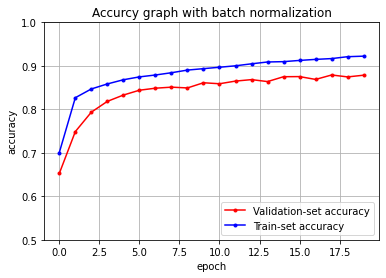 Accurcy graph with batch normalization
accuracy
1.0
0.9
0.8
0.7
0.6
0.5
Validation-set accuracy
Train-set accuracy
0.0 2.5 5.0 7.5 10.0 12.5 15.0 17.5
epoch